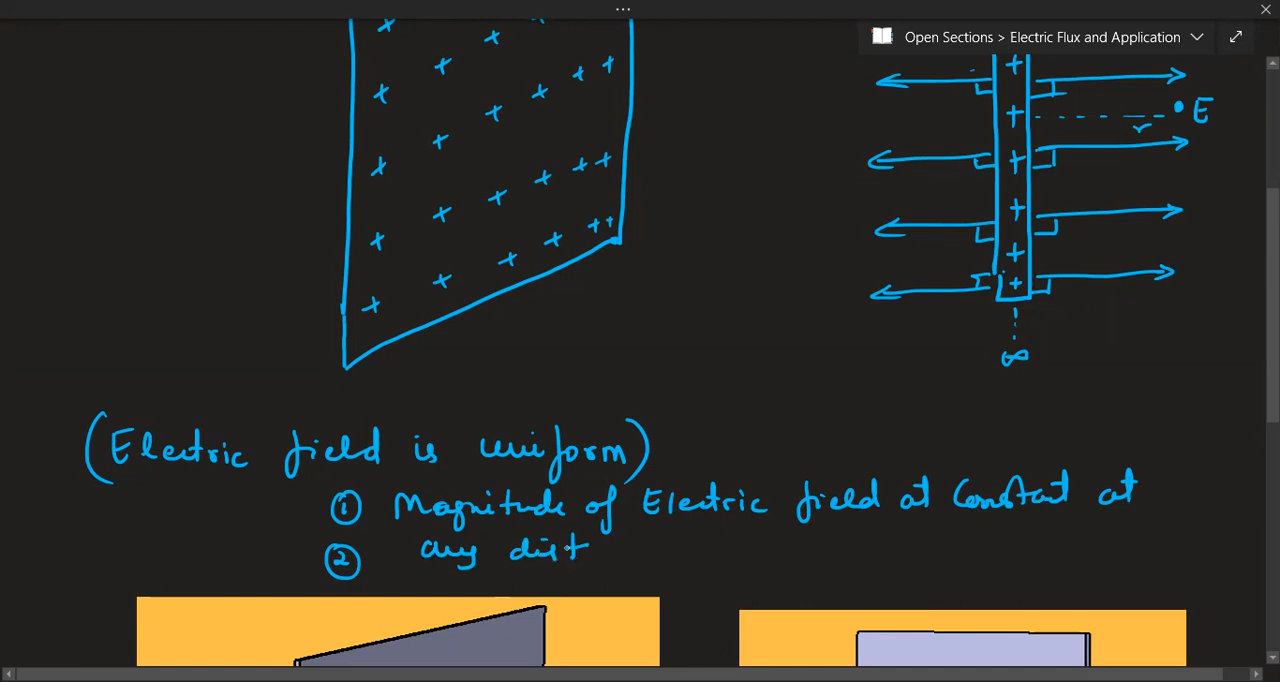 Open Sections > Electric Flux and Application
E
r
∞
(Electric field is uniform)
① Magnitude of Electric field at Constant at
② any dist